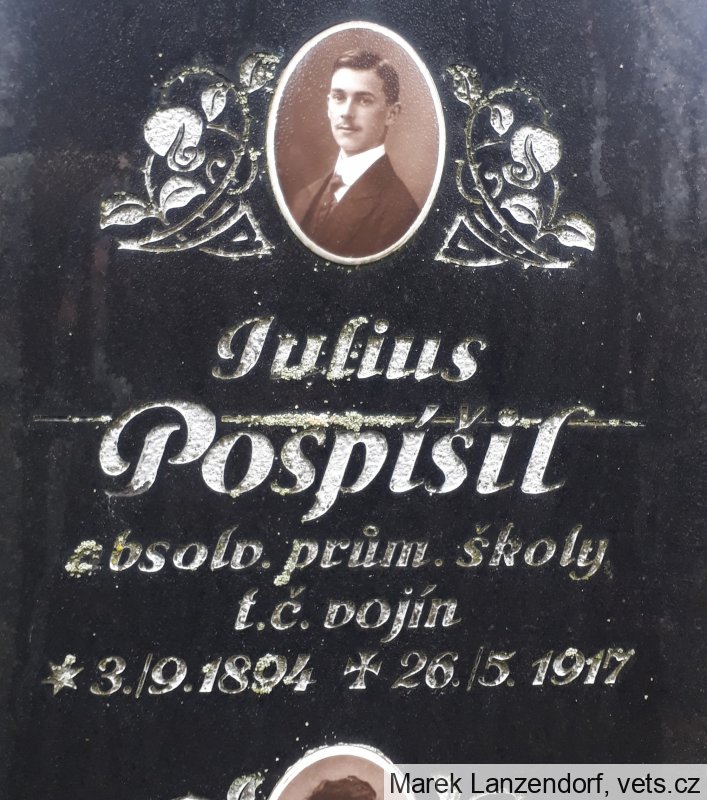 Julius
Pospíšil
absolv. prům. školy
t.č. vojín
* 3./9. 1894 ✠ 26./5. 1917
Marek Lanzendorf, vets.cz